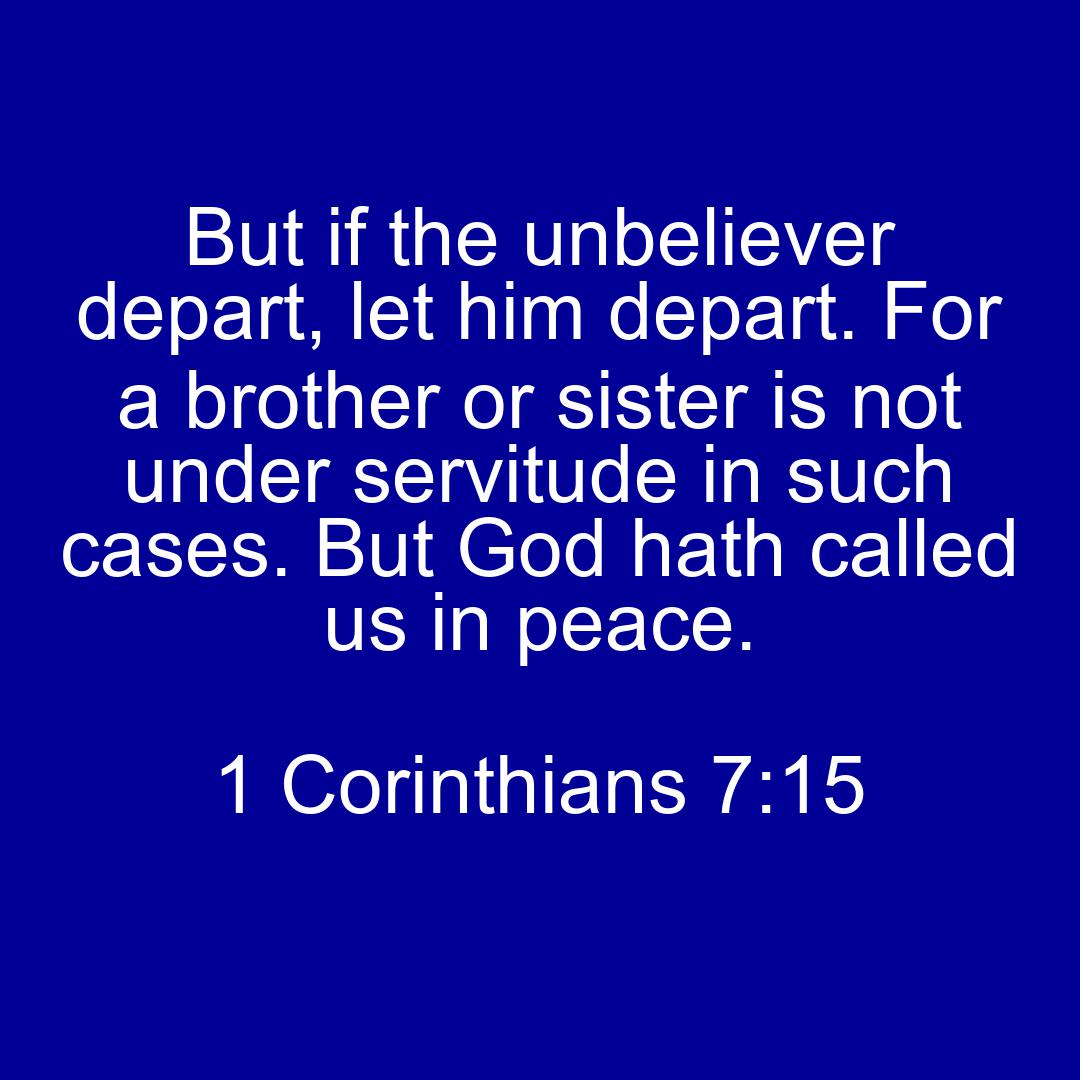 But if the unbeliever
depart, let him depart. For
a brother or sister is not
under servitude in such
cases. But God hath called
us in peace.
1 Corinthians 7:15